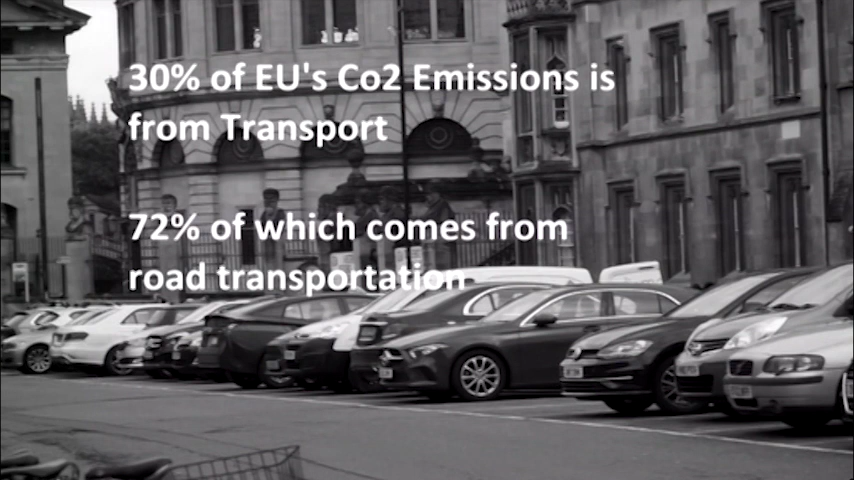 30% of EU's Co2 Emissions is
from Transport
72% of which comes from
road transportation